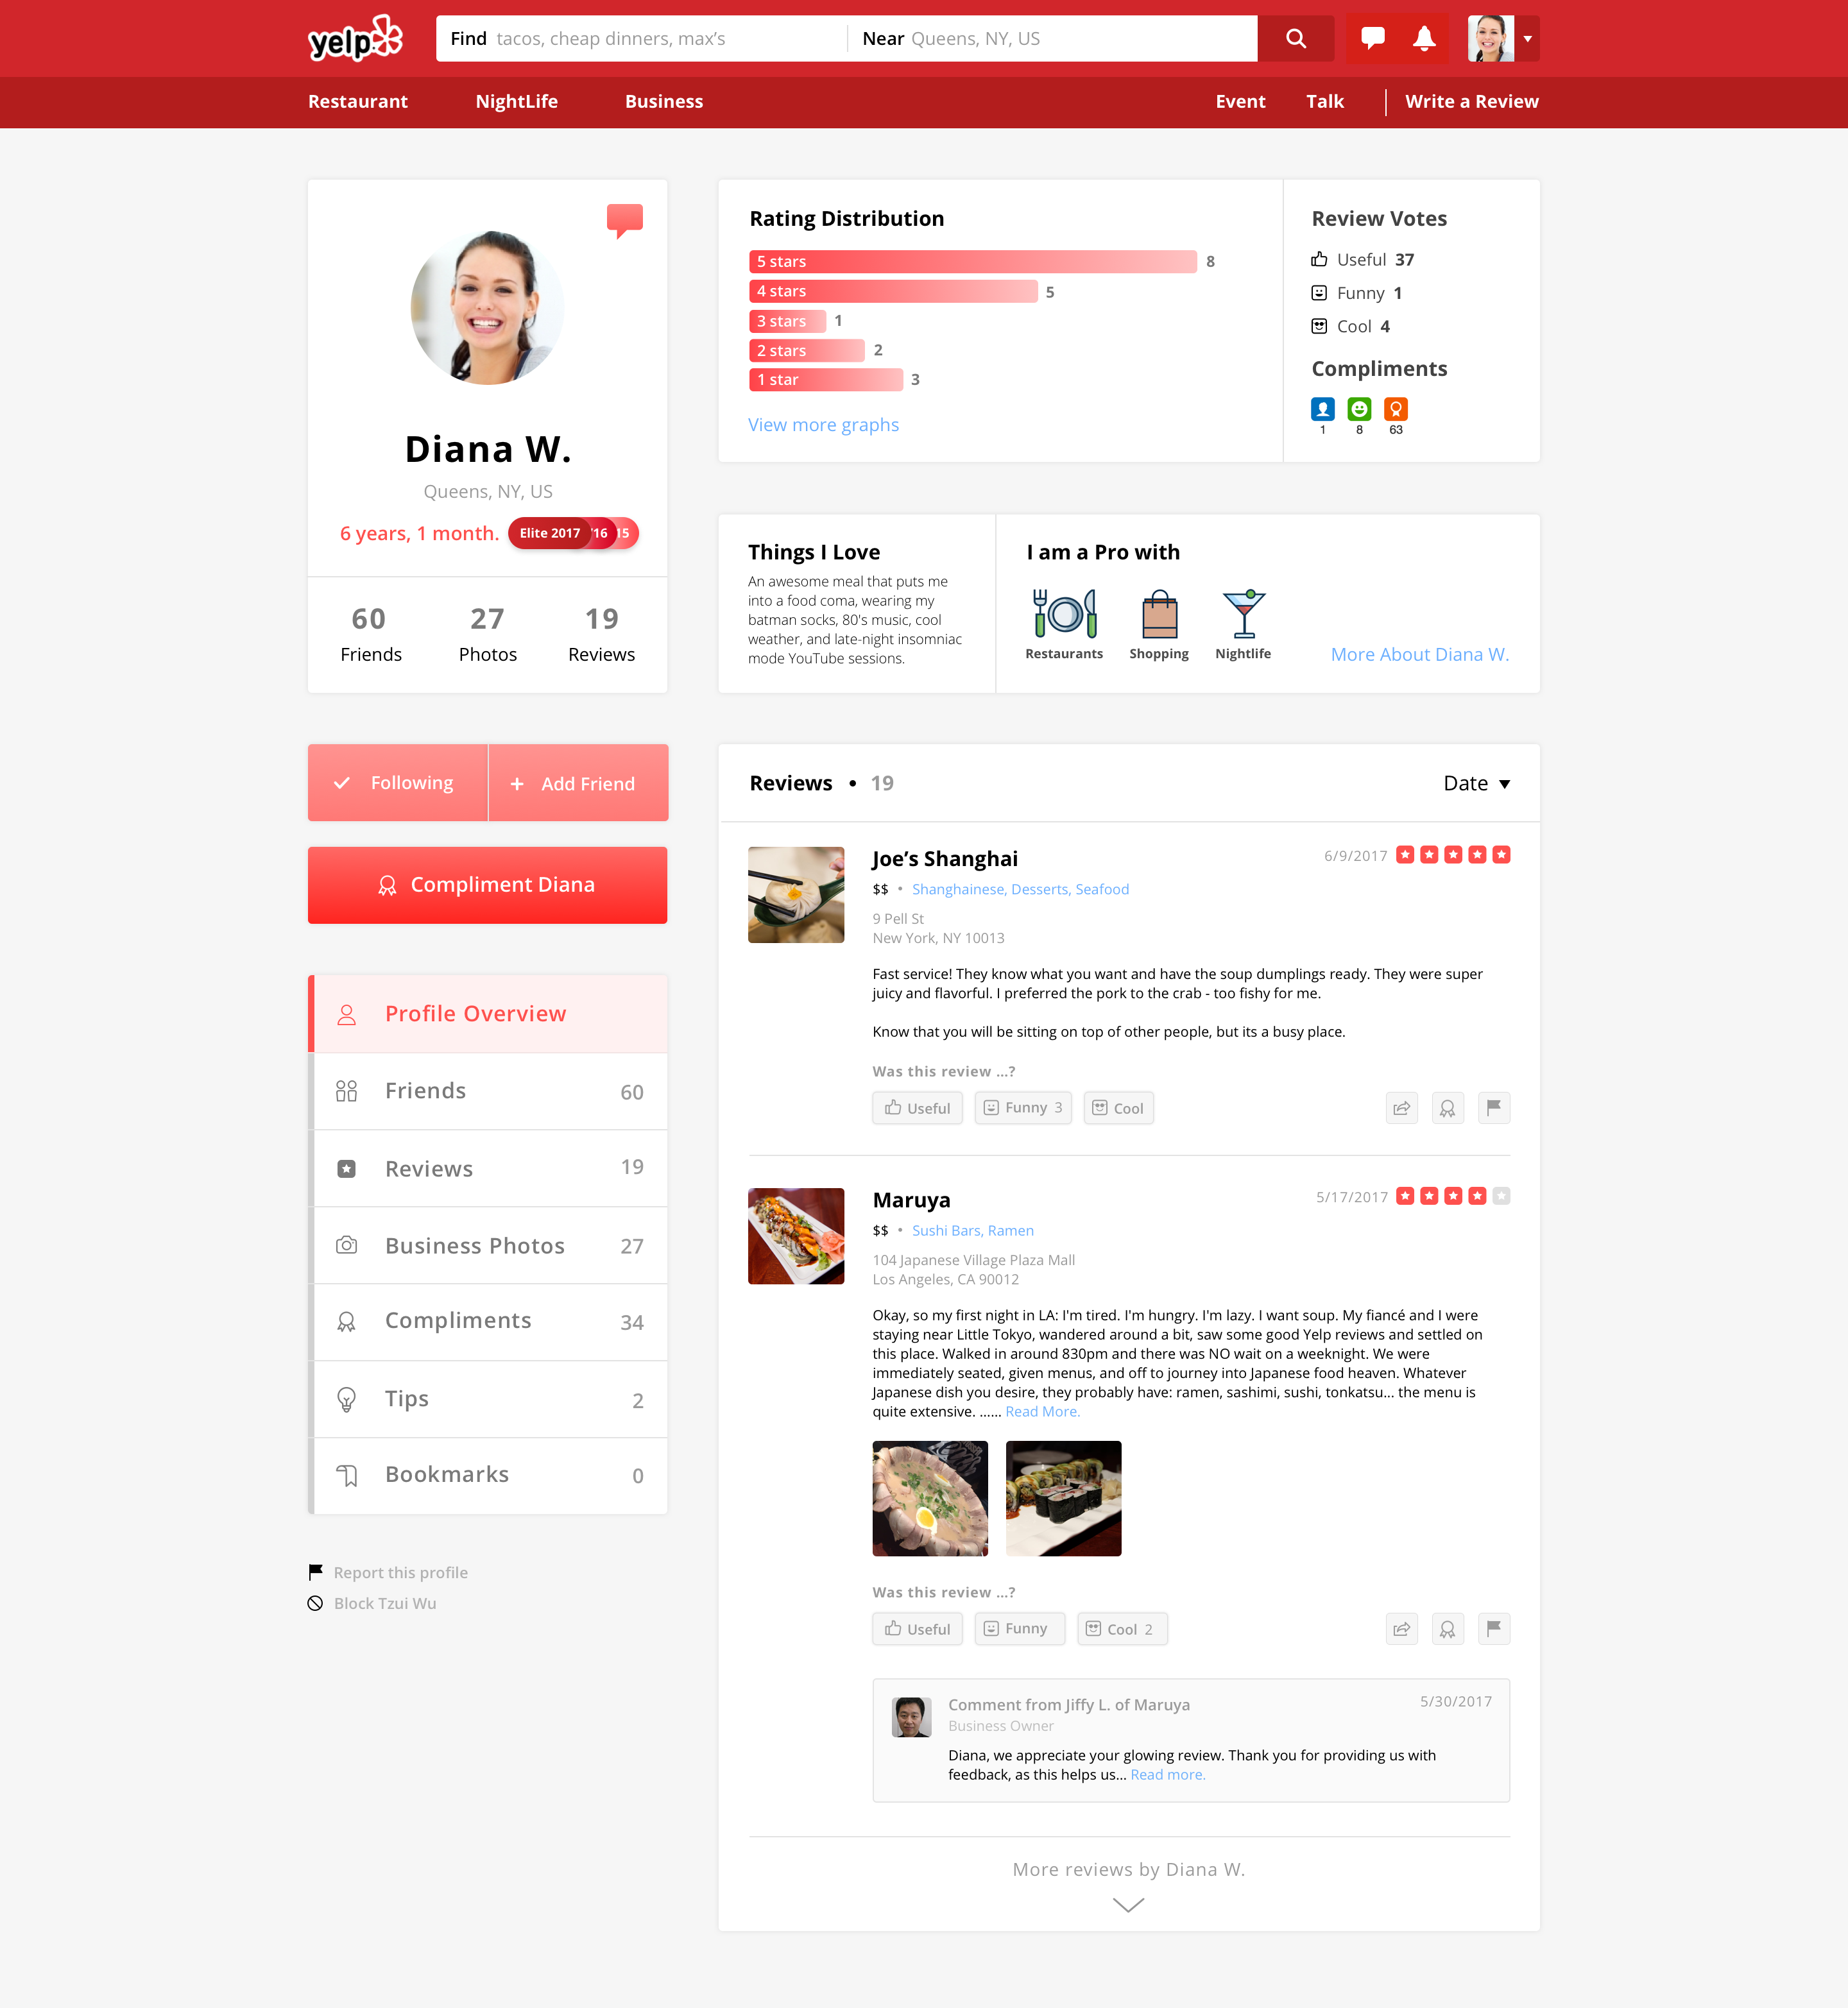 yelp
Find tacos, cheap dinners, max’s
Near Queens, NY, US
Restaurant NightLife Business Event Talk Write a Review
Diana W.
Queens, NY, US
6 years, 1 month. Elite 2017 '16 15
60 27 19
Friends Photos Reviews
Following + Add Friend
Compliment Diana
Profile Overview
Friends 60
Reviews 19
Business Photos 27
Compliments 34
Tips 2
Bookmarks 0
Report this profile
Block Tzui Wu
Rating Distribution
5 stars 8
4 stars 5
3 stars 1
2 stars 2
1 star 3
View more graphs
Review Votes
Useful 37
Funny 1
Cool 4
Compliments
1 8 63
Things I Love
An awesome meal that puts me
into a food coma, wearing my
batman socks, 80's music, cool
weather, and late-night insomniac
mode YouTube sessions.
I am a Pro with
Restaurants Shopping Nightlife
More About Diana W.
Reviews • 19
Date
Joe’s Shanghai
6/9/2017
$$ • Shanghainese, Desserts, Seafood
9 Pell St
New York, NY 10013
Fast service! They know what you want and have the soup dumplings ready. They were super
juicy and flavorful. I preferred the pork to the crab - too fishy for me.
Know that you will be sitting on top of other people, but its a busy place.
Was this review ...?
Useful Funny 3 Cool
Maruya
5/17/2017
$$ • Sushi Bars, Ramen
104 Japanese Village Plaza Mall
Los Angeles, CA 90012
Okay, so my first night in LA: I'm tired. I'm hungry. I'm lazy. I want soup. My fiancé and I were
staying near Little Tokyo, wandered around a bit, saw some good Yelp reviews and settled on
this place. Walked in around 830pm and there was NO wait on a weeknight. We were
immediately seated, given menus, and off to journey into Japanese food heaven. Whatever
Japanese dish you desire, they probably have: ramen, sashimi, sushi, tonkatsu... the menu is
quite extensive. ...... Read More.
Was this review ...?
Useful Funny Cool 2
Comment from Jiffy L. of Maruya
5/30/2017
Business Owner
Diana, we appreciate your glowing review. Thank you for providing us with
feedback, as this helps us... Read more.
More reviews by Diana W.